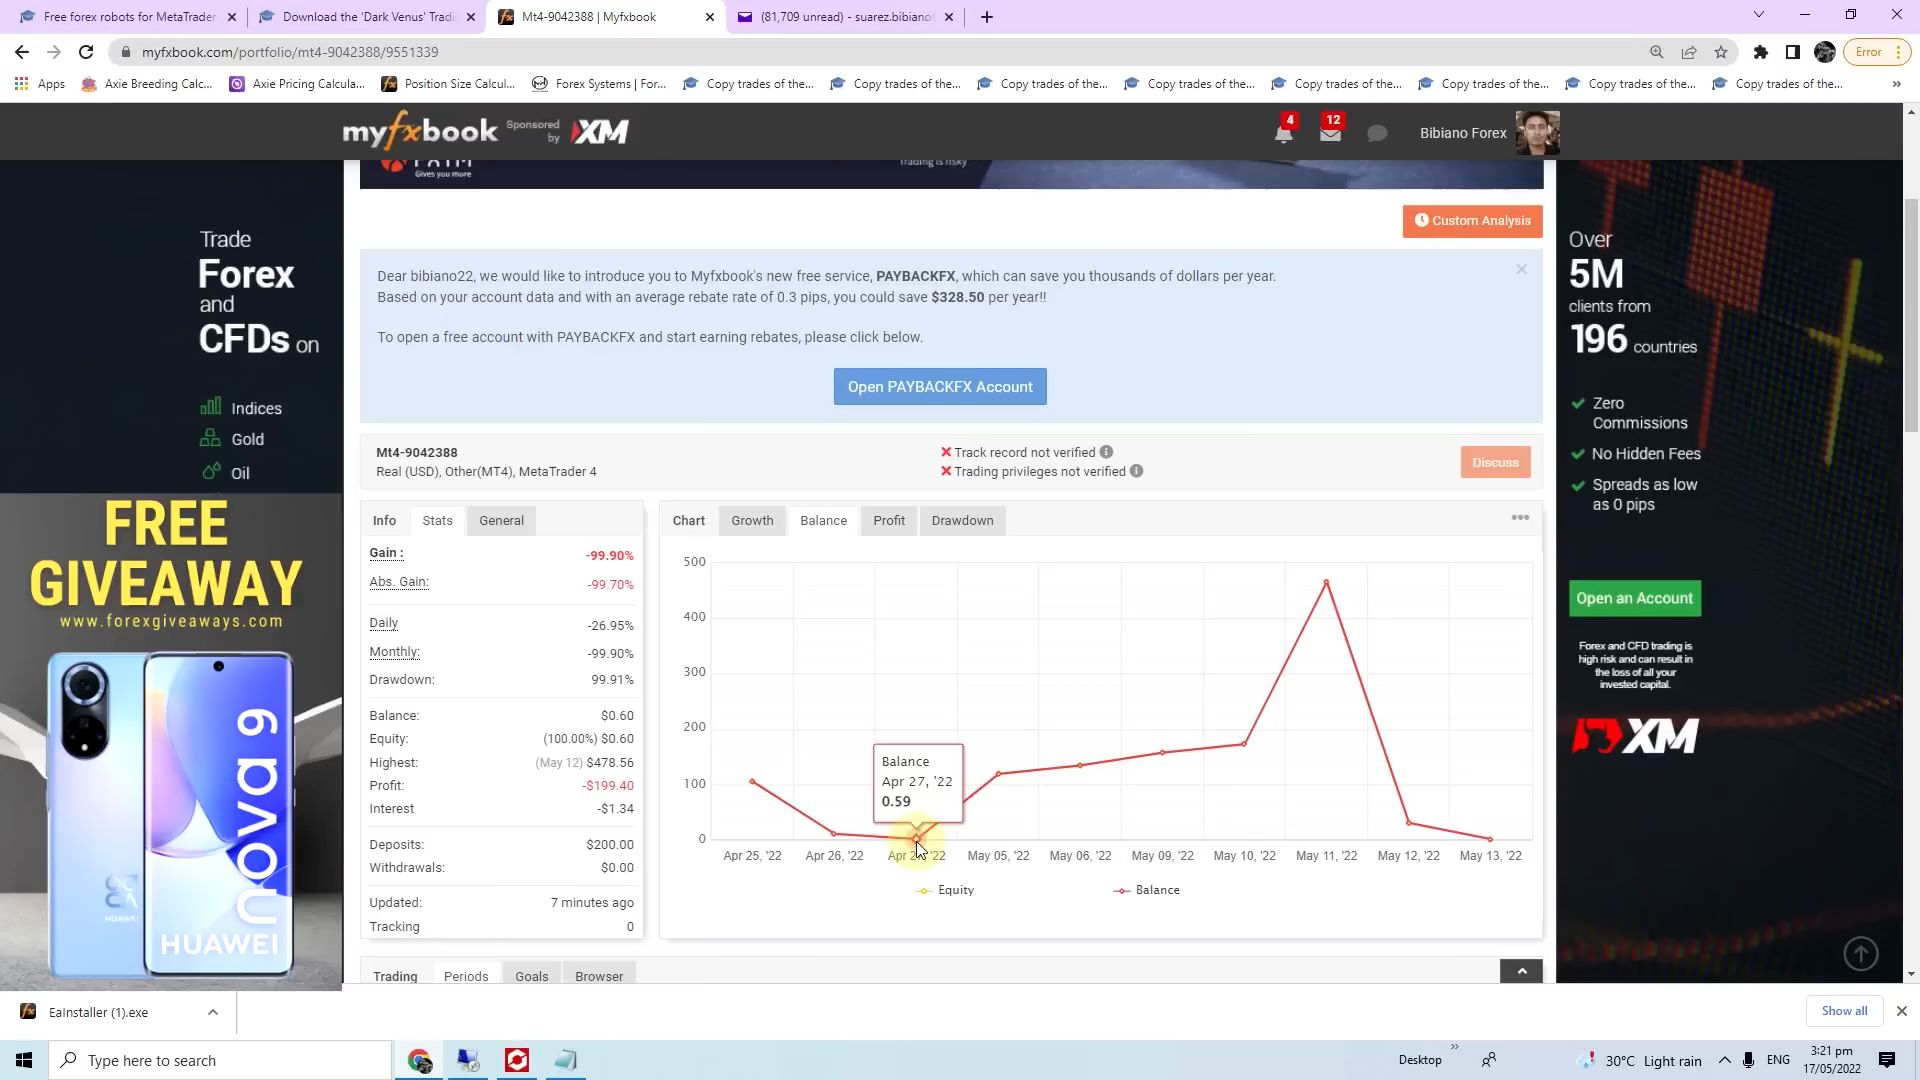 Free forex robots for MetaTrader
Download the 'Dark Venus' Tradi
Mt4-9042388 | Myfxbook
(81,709 unread) - suarez.bibiano
myfxbook.com/portfolio/mt4-9042388/9551339
Error
Apps
Axie Breeding Calc...
Axie Pricing Calcula...
Position Size Calcul...
Forex Systems | For...
Copy trades of the...
Copy trades of the...
Copy trades of the...
Copy trades of the...
Copy trades of the...
Copy trades of the...
Copy trades of the...
Copy trades of the...
myfxbook
Sponsored by
XM
4
12
Bibiano Forex
Gives you more
Trading is risky
Custom Analysis
Dear bibiano22, we would like to introduce you to Myfxbook's new free service, PAYBACKFX, which can save you thousands of dollars per year.
Based on your account data and with an average rebate rate of 0.3 pips, you could save $328.50 per year!!
To open a free account with PAYBACKFX and start earning rebates, please click below.
Open PAYBACKFX Account
Mt4-9042388
Real (USD), Other(MT4), MetaTrader 4
Track record not verified
Trading privileges not verified
Discuss
Info
Stats
General
Gain :
-99.90%
Abs. Gain:
-99.70%
Daily
-26.95%
Monthly:
-99.90%
Drawdown:
99.91%
Balance:
$0.60
Equity:
(100.00%) $0.60
Highest:
(May 12) $478.56
Profit:
-$199.40
Interest
-$1.34
Deposits:
$200.00
Withdrawals:
$0.00
Updated:
7 minutes ago
Tracking
0
Chart
Growth
Balance
Profit
Drawdown
500
400
300
200
100
0
Balance
Apr 27, '22
0.59
Apr 25, '22
Apr 26, '22
May 05, '22
May 06, '22
May 09, '22
May 10, '22
May 11, '22
May 12, '22
May 13, '22
Equity
Balance
Trading
Periods
Goals
Browser
Trade
Forex
and
CFDs on
Indices
Gold
Oil
FREE
GIVEAWAY
www.forexgiveaways.com
nova 9
HUAWEI
HUAWEI
Over
5M
clients from
196 countries
Zero
Commissions
No Hidden Fees
Spreads as low
as 0 pips
Open an Account
Forex and CFD trading is
high risk and can result in
the loss of all your
invested capital.
XM
EaInstaller (1).exe
Show all
Type here to search
Desktop
30°C Light rain
ENG
3:21 pm
17/05/2022